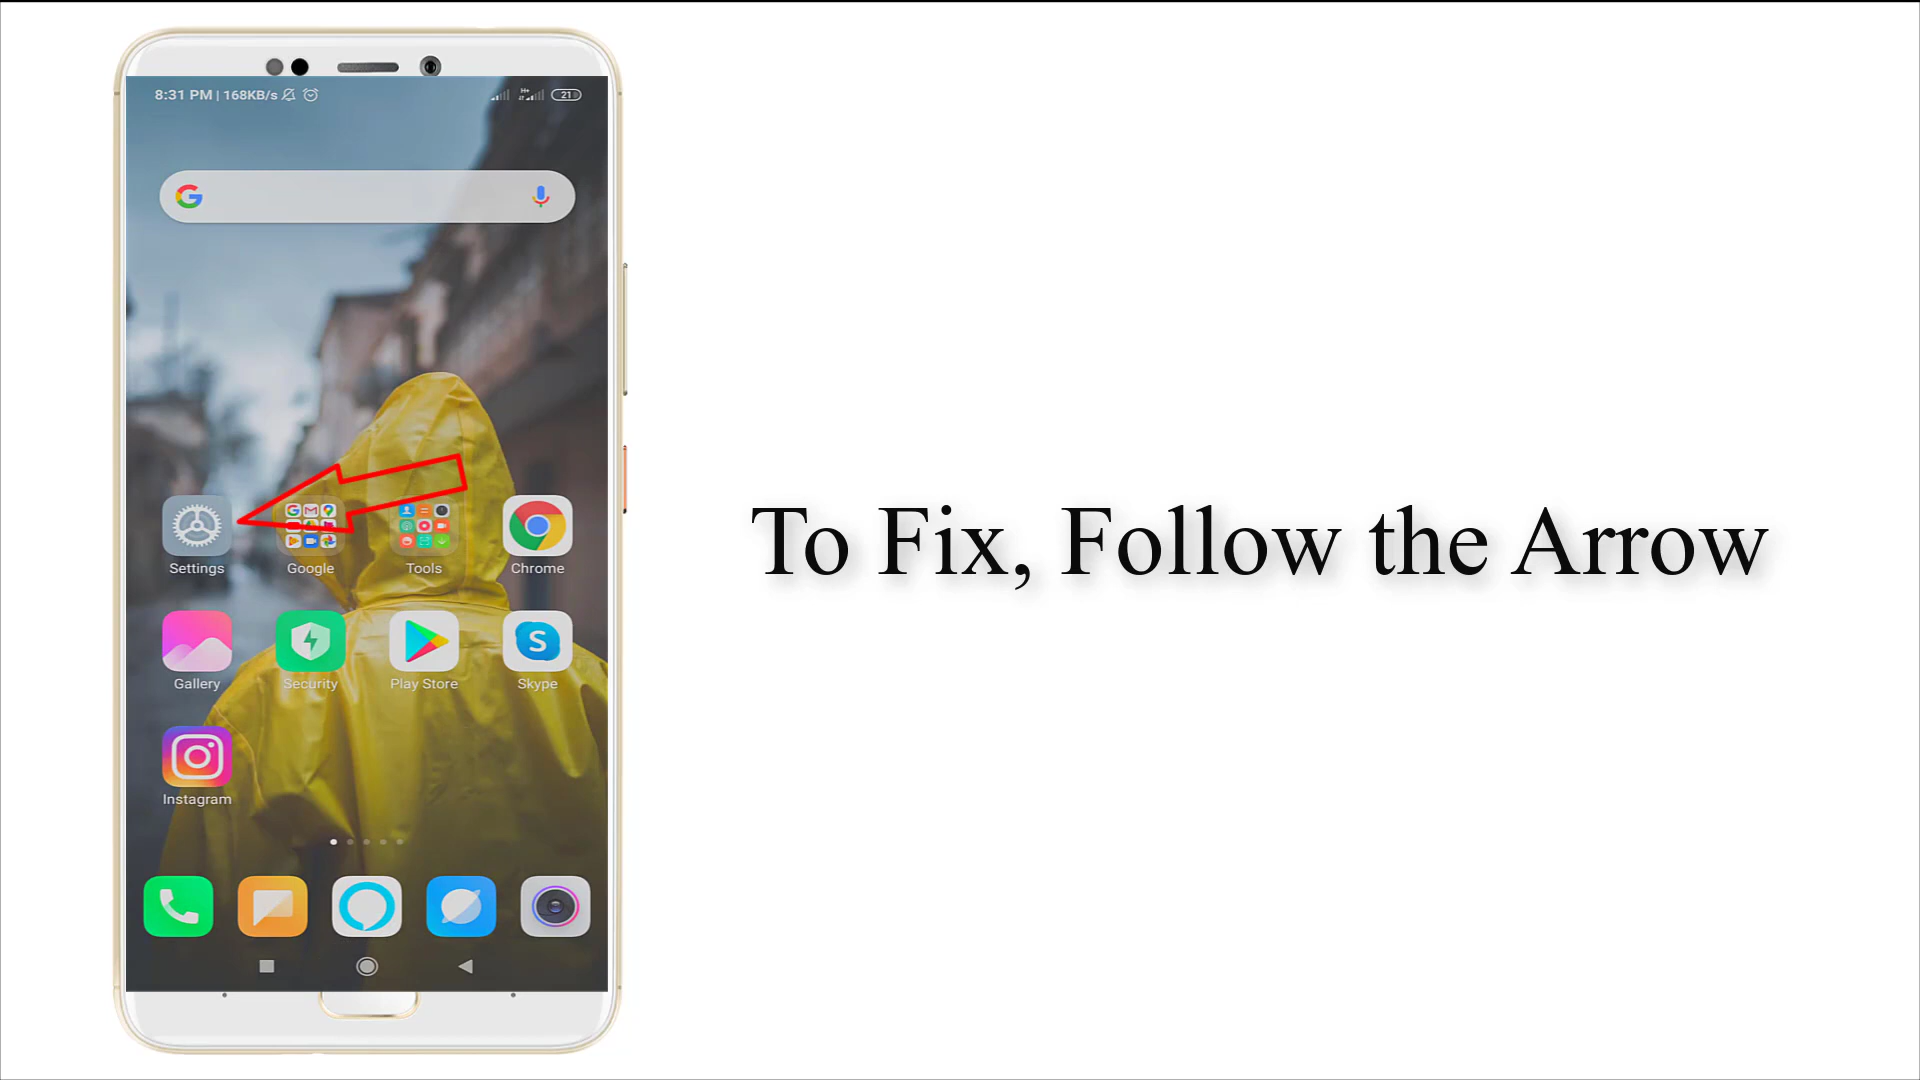 8:31 PM | 168KB/s H+ 21
Settings Google Tools Chrome
Gallery Security Play Store Skype
Instagram
To Fix, Follow the Arrow